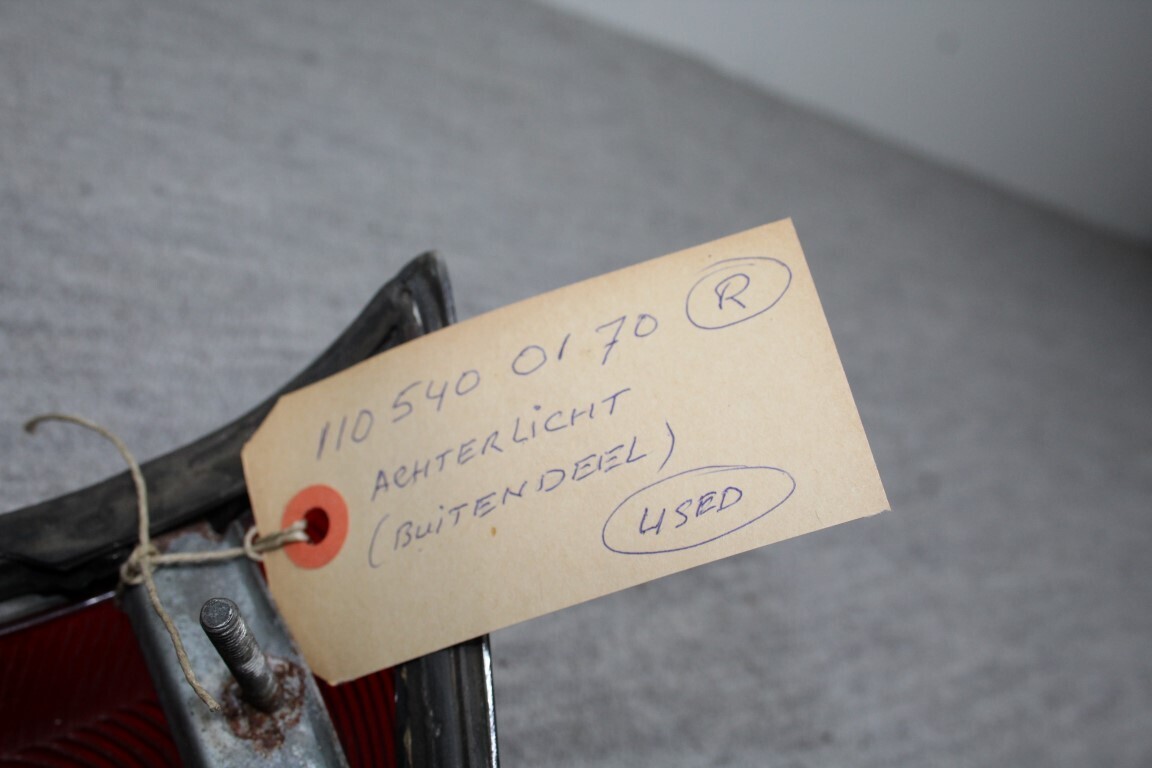 110 540 01 70 R
ACHTERLICHT
(BUITENDEEL)
USED